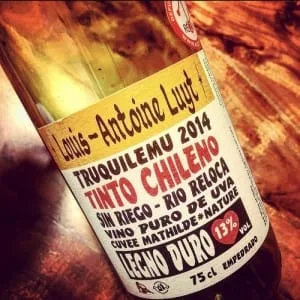 Louis-Antoine Luyt
TRUQUILEMU 2014
TINTO CHILENO
SIN RIEGO - RIO RELOCA
VINO PURO DE UVA
CUVEE MATHILDE*NATURE
LEGNO DURO 13% VOL
75 cl EMPEDRADO